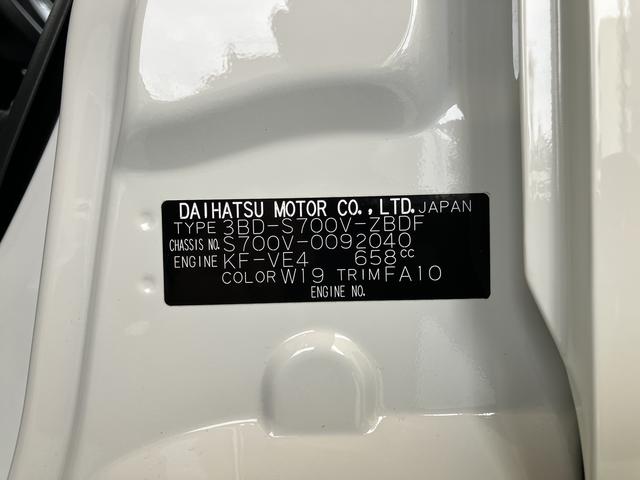 DAIHATSU MOTOR CO.,LTD. JAPAN
TYPE 3BD-S700V-ZBDF
CHASSIS NO. S700V-0092040
ENGINE KF-VE4 658cc
COLOR W19 TRIM FA10
ENGINE NO.